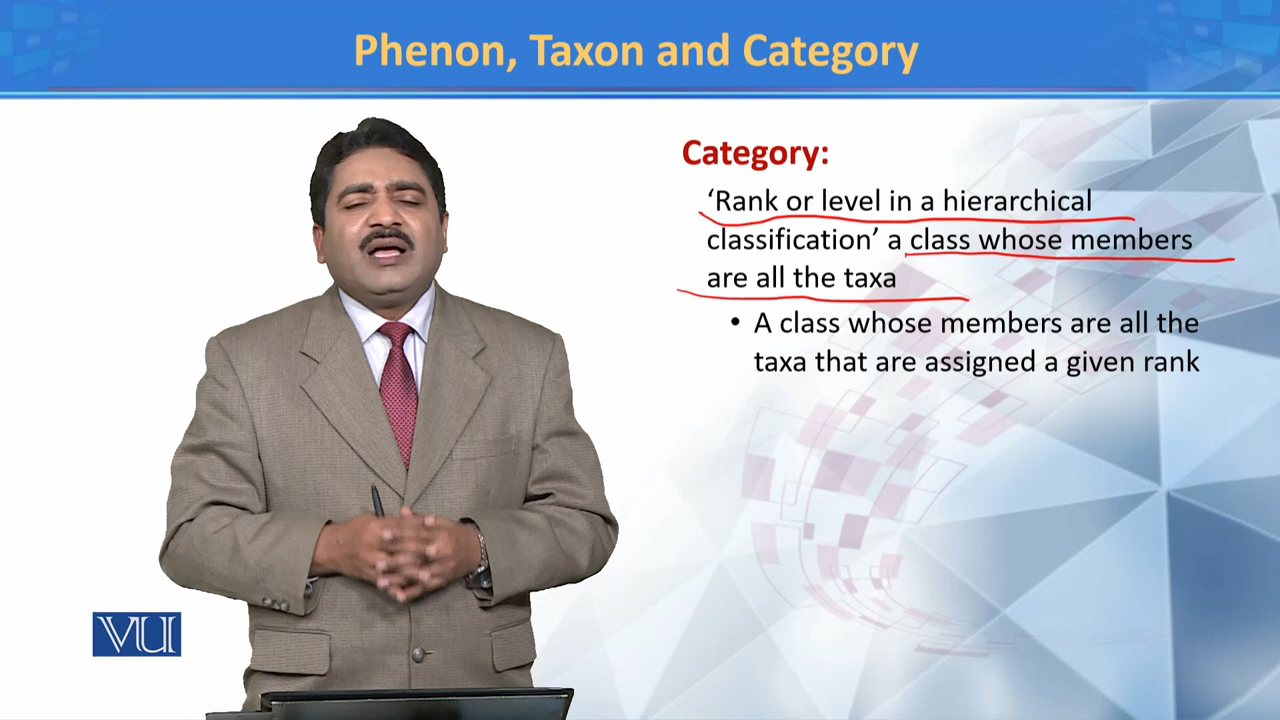 Phenon, Taxon and Category
Category:
‘Rank or level in a hierarchical
classification’ a class whose members
are all the taxa
• A class whose members are all the
taxa that are assigned a given rank
VU